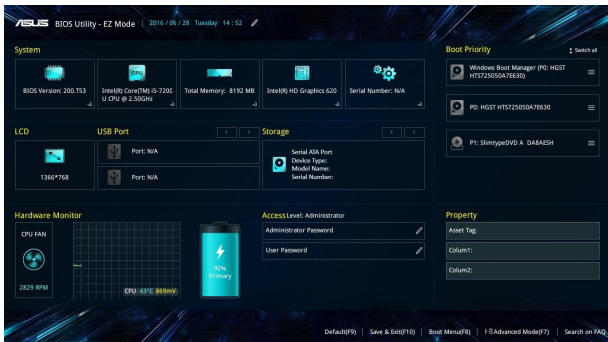 ASUS BIOS Utility - EZ Mode 2016/06/28 Tuesday 14:52
System
BIOS Version: 200.T53
CPU
Intel(R) Core(TM) i5-7200
U CPU @ 2.50GHz
Total Memory: 8192 MB
Intel(R) HD Graphics 620
Serial Number: N/A
Boot Priority
Switch all
Windows Boot Manager (P0: HGST
HTS725050A7E630)
P0: HGST HTS725050A7E630
P1: SlimtypeDVD A DA8AESH
LCD
1366*768
USB Port
Port: N/A
Port: N/A
Storage
Serial ATA Port
Device Type:
Model Name:
Serial Number:
Hardware Monitor
CPU FAN
2829 RPM
CPU 43°C 869mV
90%
Primary
Access Level: Administrator
Administrator Password
User Password
Property
Asset Tag:
Colum1:
Colum2:
Default(F9) | Save & Exit(F10) | Boot Menu(F8) | Advanced Mode(F7) | Search on FAQ